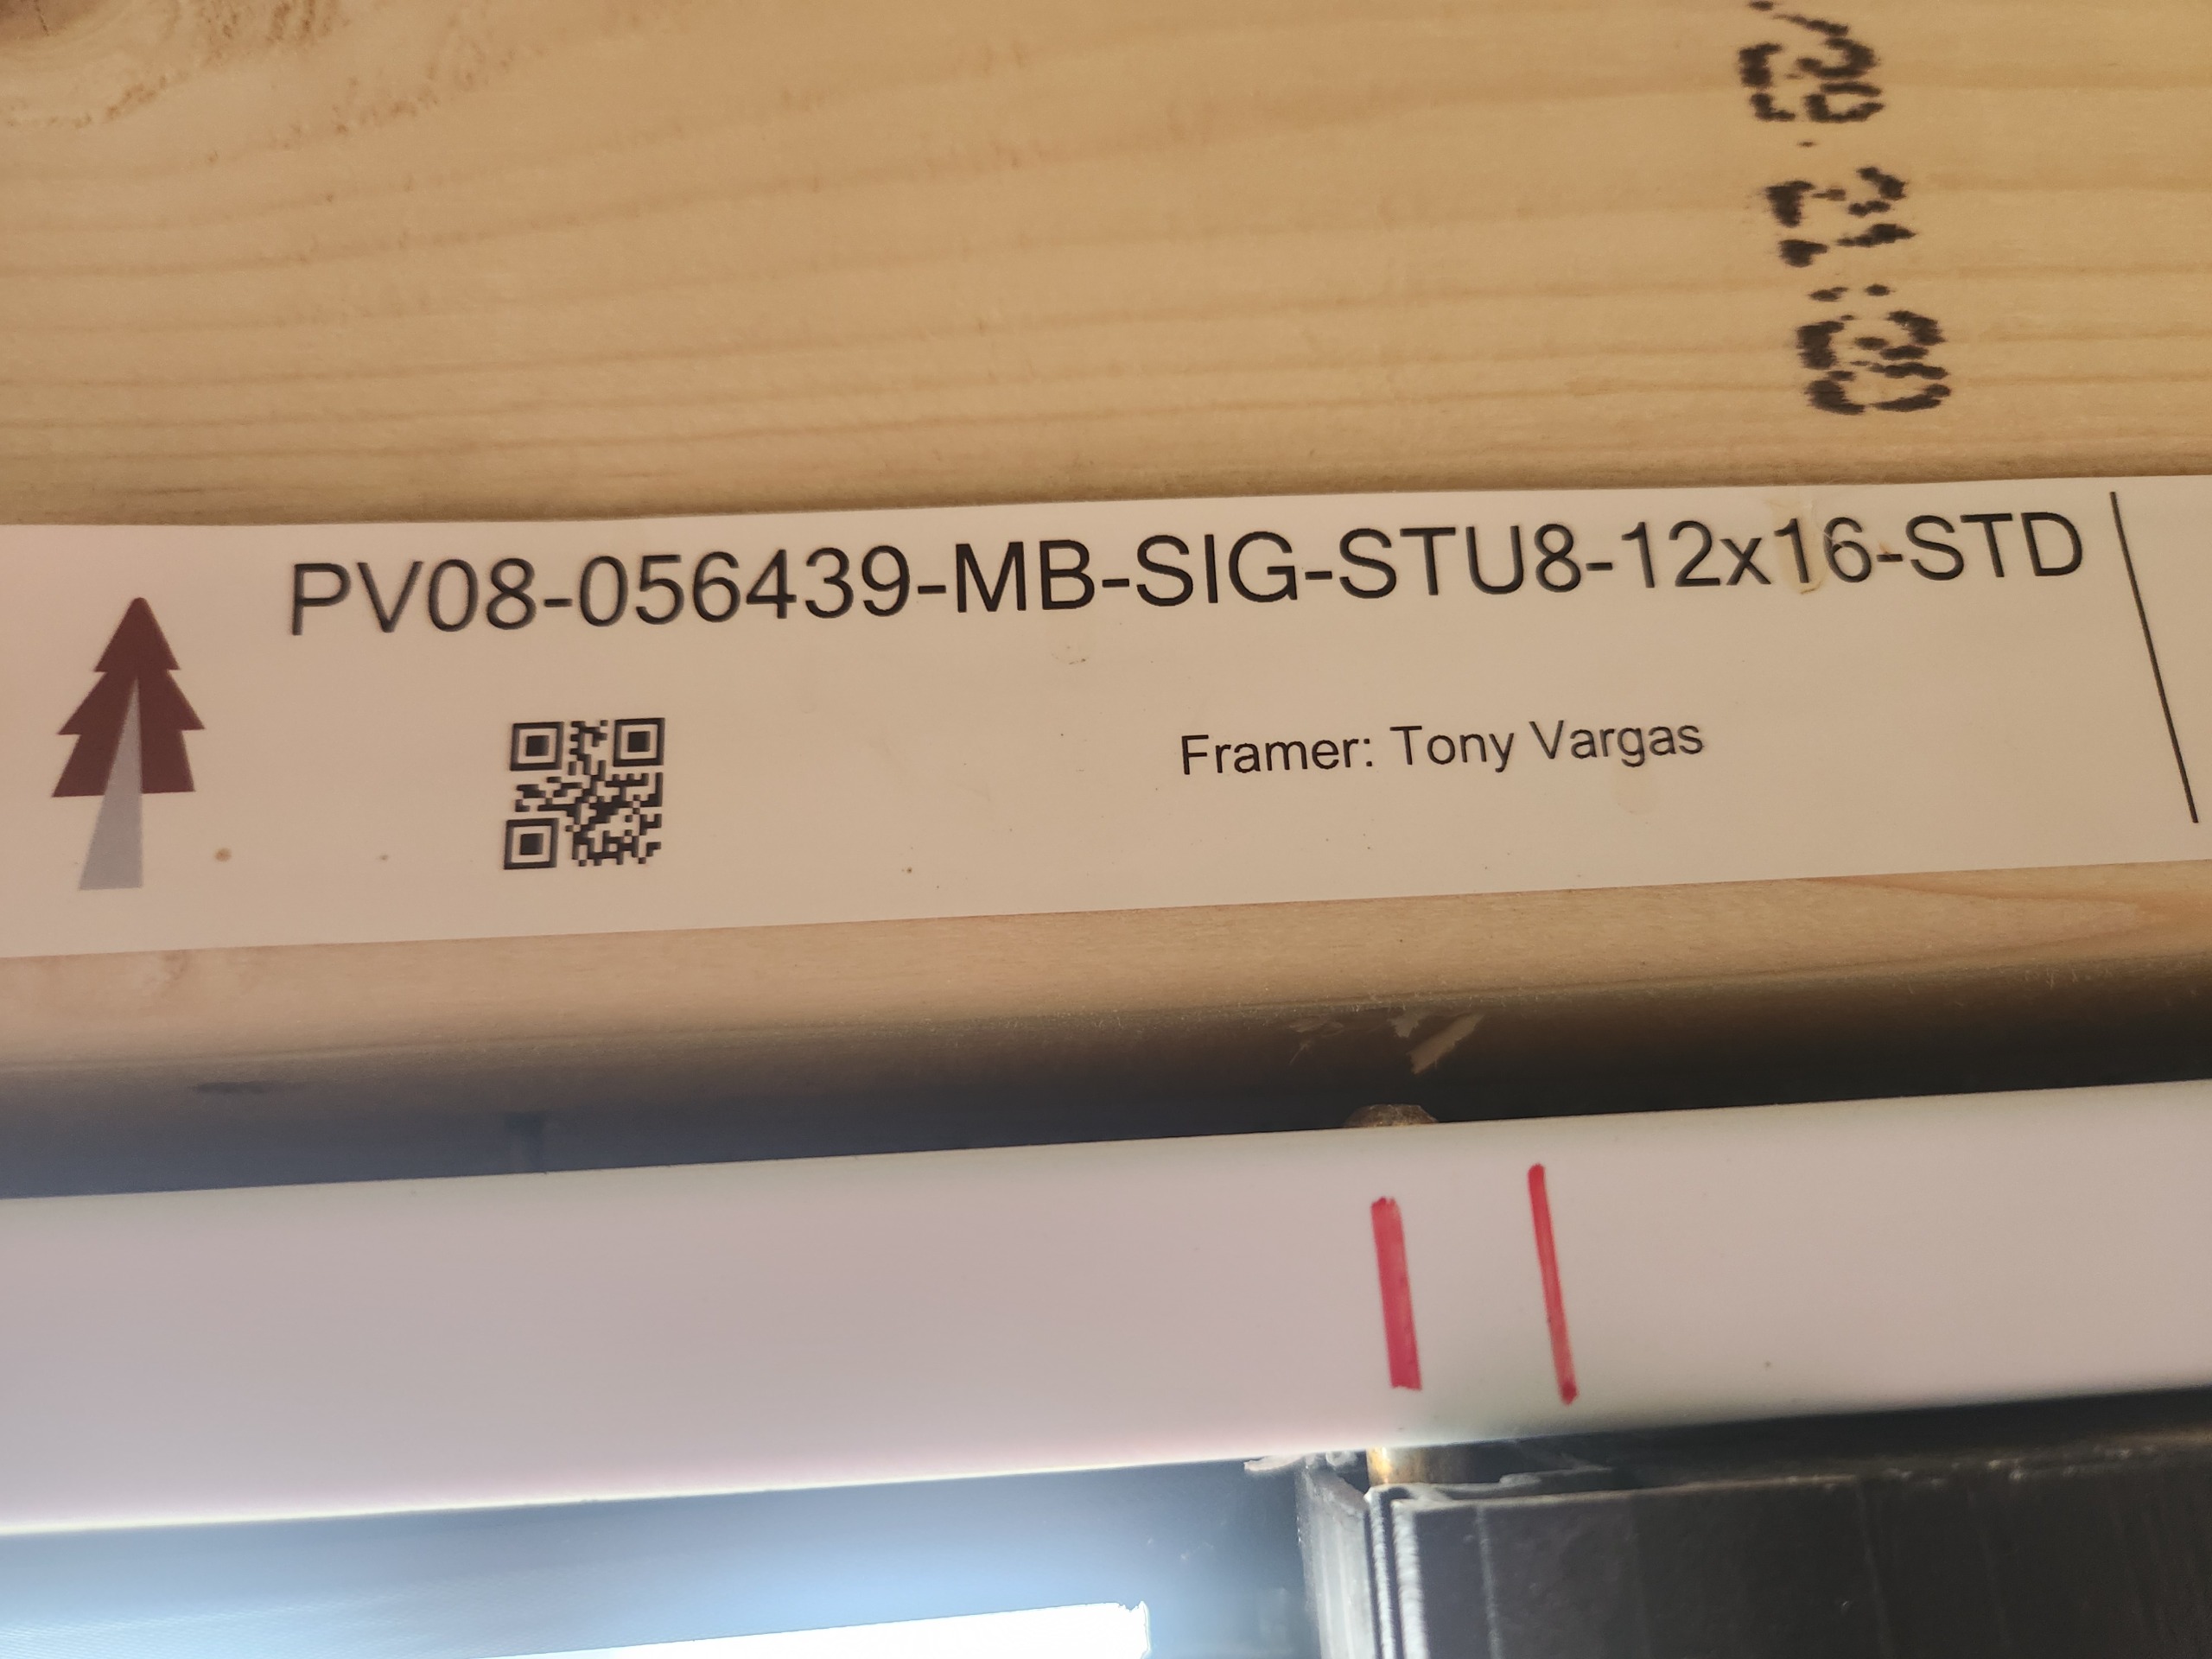 PV08-056439-MB-SIG-STU8-12x16-STD
Framer: Tony Vargas